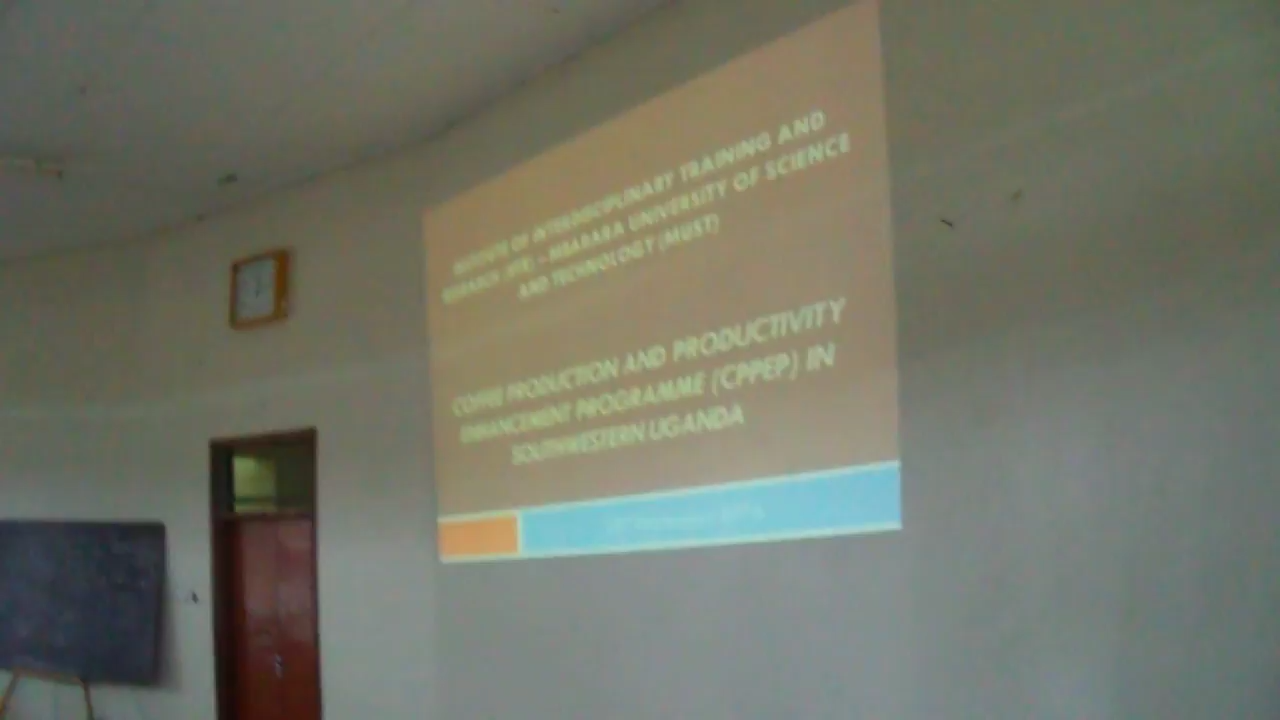 INSTITUTE OF INTERDISCIPLINARY TRAINING AND
RESEARCH - MBARARA UNIVERSITY OF SCIENCE
AND TECHNOLOGY (MUST)
COFFEE PRODUCTION AND PRODUCTIVITY
ENHANCEMENT PROGRAMME (CPPEP) IN
SOUTHWESTERN UGANDA